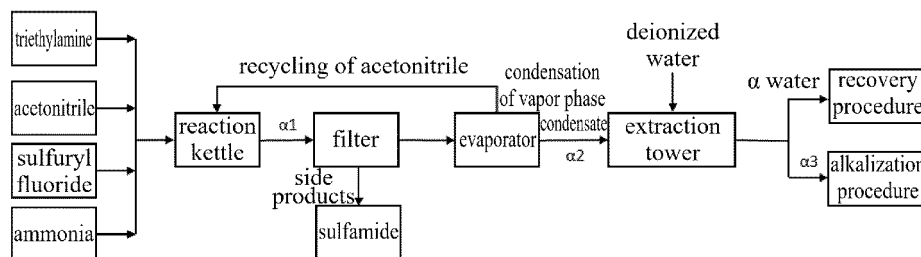 triethylamine
acetonitrile
sulfuryl
fluoride
ammonia
recycling of acetonitrile
reaction
kettle
α1
filter
side
products
sulfamide
condensation
of vapor phase
evaporator
condensate
α2
deionized
water
extraction
tower
α water
recovery
procedure
α3
alkalization
procedure